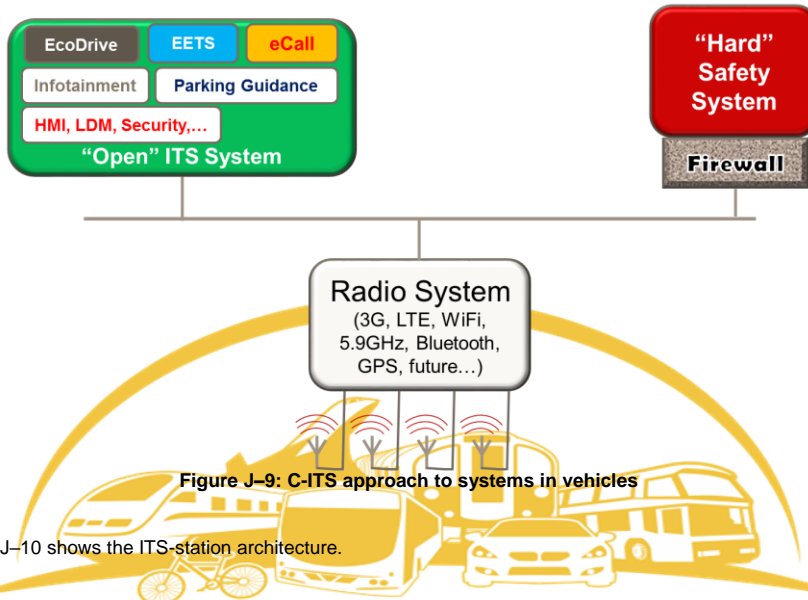 EcoDrive
EETS
eCall
Infotainment
Parking Guidance
HMI, LDM, Security,...
“Open” ITS System
“Hard”
Safety
System
Firewall
Radio System
(3G, LTE, WiFi,
5.9GHz, Bluetooth,
GPS, future...)
Figure J–9: C-ITS approach to systems in vehicles
J–10 shows the ITS-station architecture.